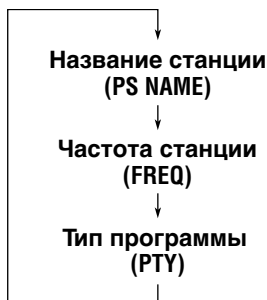 Название станции
(PS NAME)
Частота станции
(FREQ)
Тип программы
(PTY)